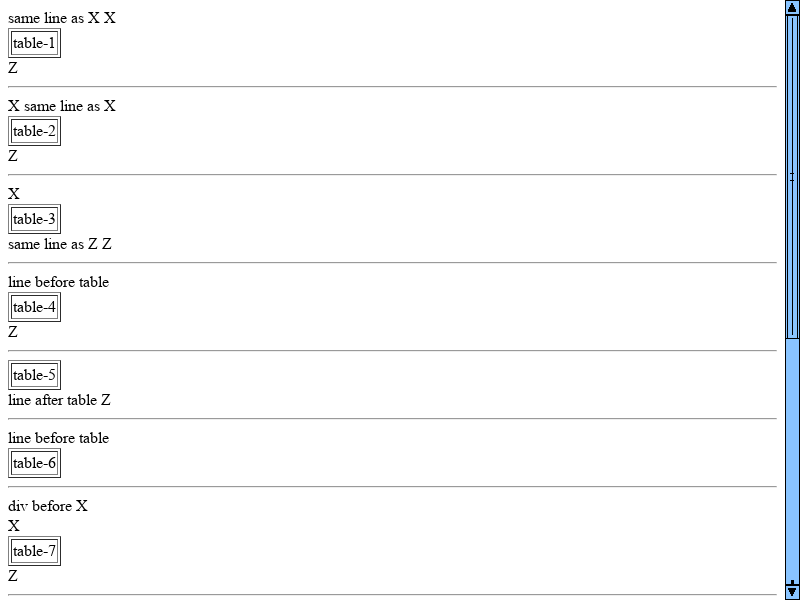 same line as X X
table-1
Z
X same line as X
table-2
Z
X
table-3
same line as Z Z
line before table
table-4
Z
table-5
line after table Z
line before table
table-6
div before X
X
table-7
Z